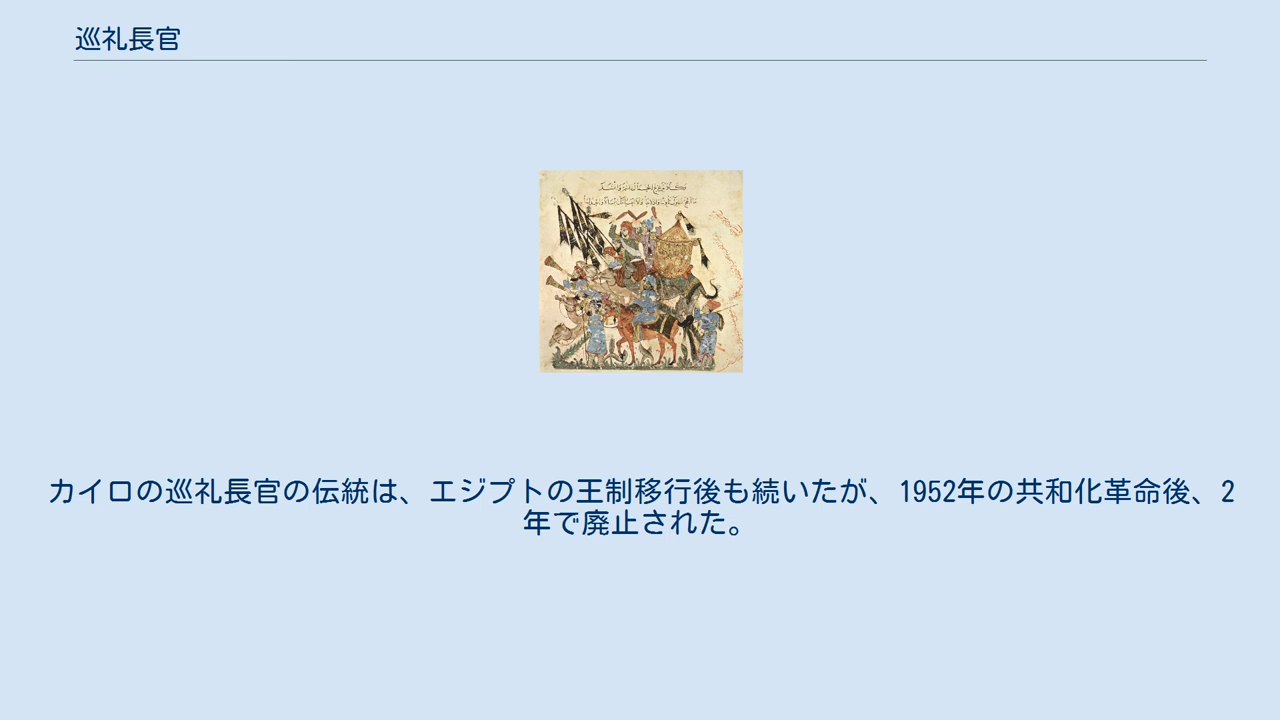 巡礼長官
カイロの巡礼長官の伝統は、エジプトの王制移行後も続いたが、1952年の共和化革命後、2
年で廃止された。